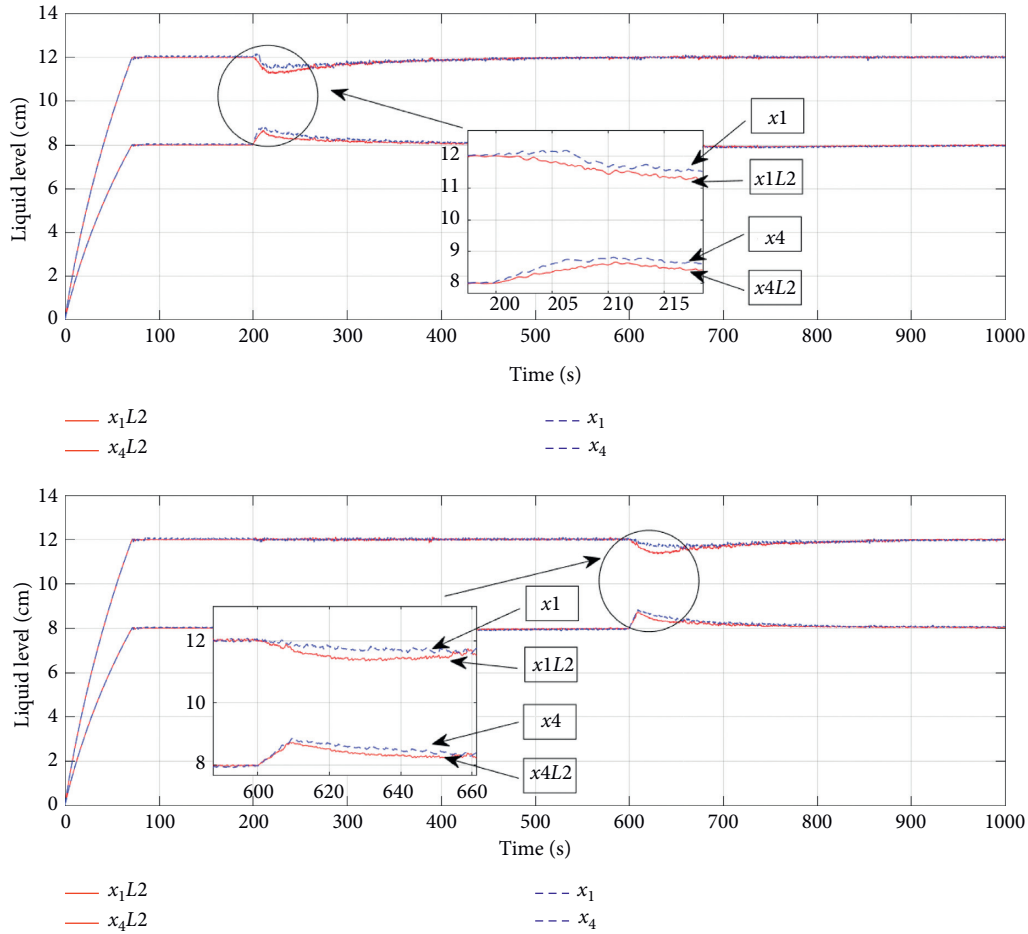 14
12
10
8
6
4
2
0
Liquid level (cm)
0 100 200 300 400 500 600 700 800 900 1000
Time (s)
12
11
10
9
8
200 205 210 215
x1
x1L2
x4
x4L2
x₁L2 x₁
x₄L2 x₄
14
12
10
8
6
4
2
0
Liquid level (cm)
0 100 200 300 400 500 600 700 800 900 1000
Time (s)
12
10
8
600 620 640 660
x1
x1L2
x4
x4L2
x₁L2 x₁
x₄L2 x₄